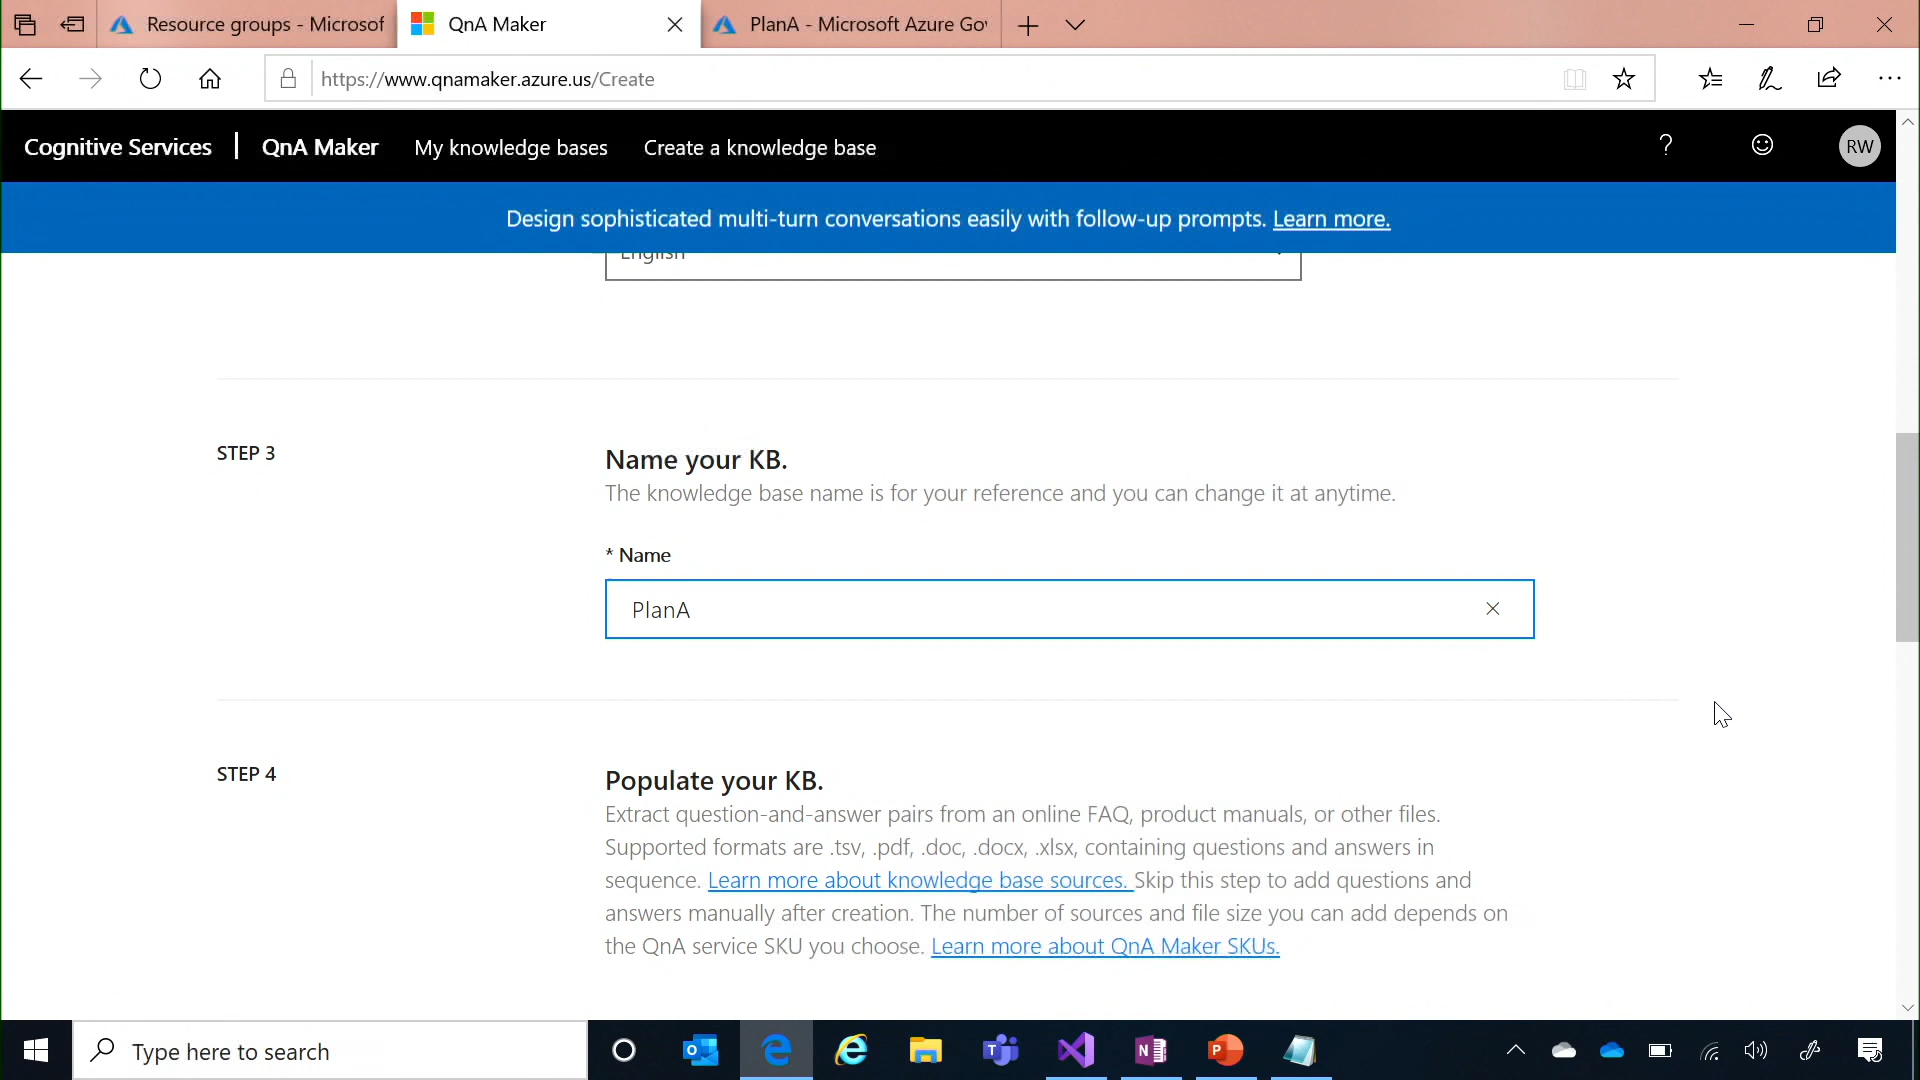 Resource groups - Microsof
QnA Maker
PlanA - Microsoft Azure Gov
https://www.qnamaker.azure.us/Create
Cognitive Services | QnA Maker My knowledge bases Create a knowledge base
?
RW
Design sophisticated multi-turn conversations easily with follow-up prompts. Learn more.
English
STEP 3
Name your KB.
The knowledge base name is for your reference and you can change it at anytime.
* Name
PlanA
STEP 4
Populate your KB.
Extract question-and-answer pairs from an online FAQ, product manuals, or other files.
Supported formats are .tsv, .pdf, .doc, .docx, .xlsx, containing questions and answers in
sequence. Learn more about knowledge base sources. Skip this step to add questions and
answers manually after creation. The number of sources and file size you can add depends on
the QnA service SKU you choose. Learn more about QnA Maker SKUs.
Type here to search